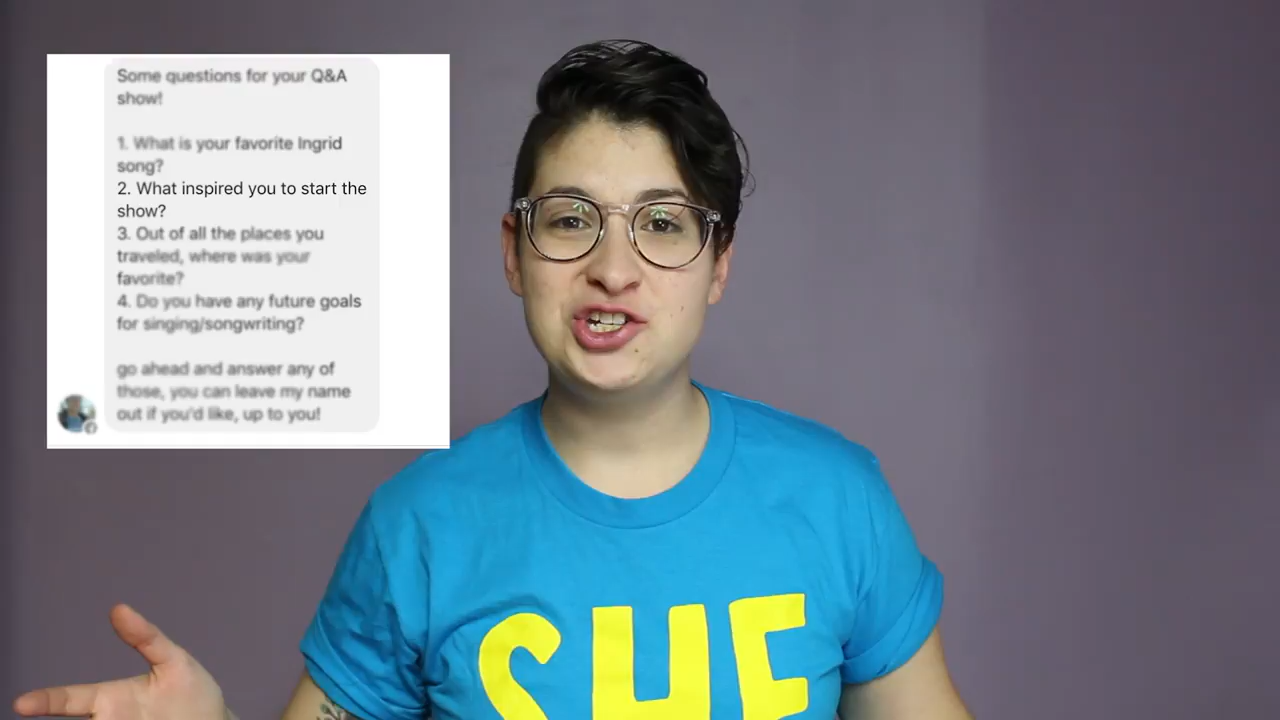 Some questions for your Q&A
show!
1. What is your favorite Ingrid
song?
2. What inspired you to start the
show?
3. Out of all the places you
traveled, where was your
favorite?
4. Do you have any future goals
for singing/songwriting?
go ahead and answer any of
those, you can leave my name
out if you'd like, up to you!
SHE